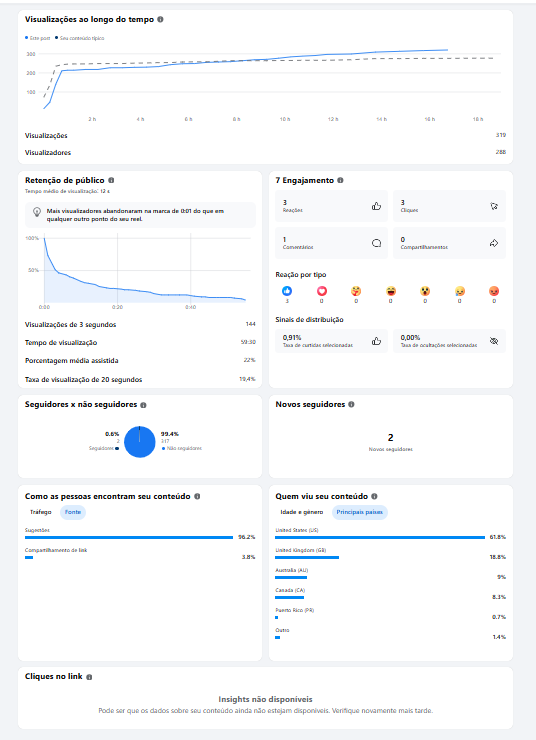 Visualizações ao longo do tempo
Este post Seu conteúdo típico
300
200
100
2 h 4 h 6 h 8 h 10 h 12 h 14 h 16 h 18 h
Visualizações 319
Visualizadores 288
Retenção de público
Tempo médio de visualização: 12 s
Mais visualizadores abandonaram na marca de 0:01 do que em
qualquer outro ponto do seu reel.
100%
50%
0:00 0:20 0:40
Visualizações de 3 segundos 144
Tempo de visualização 59:30
Porcentagem média assistida 22%
Taxa de visualização de 20 segundos 19,4%
7 Engajamento
3
Reações
3
Cliques
1
Comentários
0
Compartilhamentos
Reação por tipo
3 0 0 0 0 0 0
Sinais de distribuição
0,91%
Taxa de curtidas selecionadas
0,00%
Taxa de ocultações selecionadas
Seguidores x não seguidores
0.6%
2
Seguidores
99.4%
317
Não seguidores
Novos seguidores
2
Novos seguidores
Como as pessoas encontram seu conteúdo
Tráfego Fonte
Sugestões
96.2%
Compartilhamento de link
3.8%
Quem viu seu conteúdo
Idade e gênero Principais países
United States (US)
61.8%
United Kingdom (GB)
18.8%
Australia (AU)
9%
Canada (CA)
8.3%
Puerto Rico (PR)
0.7%
Outro
1.4%
Cliques no link
Insights não disponíveis
Pode ser que os dados sobre seu conteúdo ainda não estejam disponíveis. Verifique novamente mais tarde.